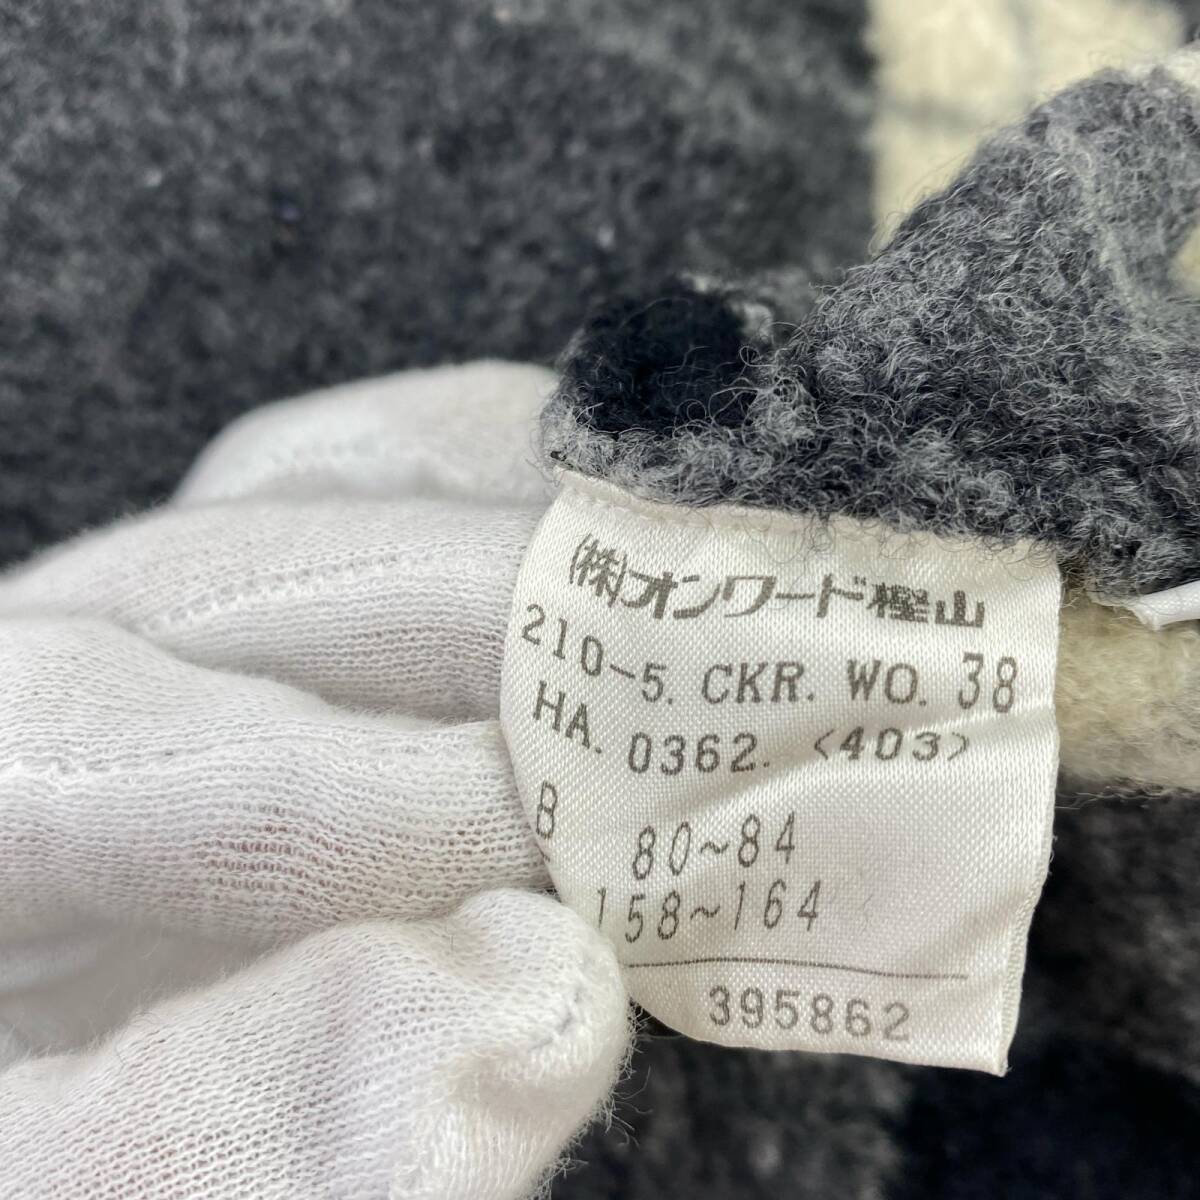 (株)オンワード樫山
210-5. CKR. WO. 38
HA. 0362. <403>
B 80~84
158~164
395862